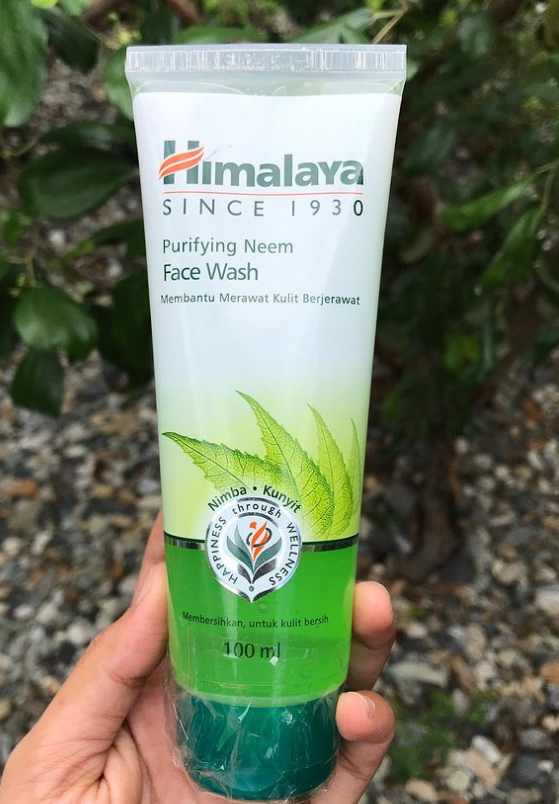 Himalaya
SINCE 1930
Purifying Neem
Face Wash
Membantu Merawat Kulit Berjerawat
Nimba • Kunyit
HAPPINESS through WELLNESS
Membersihkan, untuk kulit bersih
100 ml